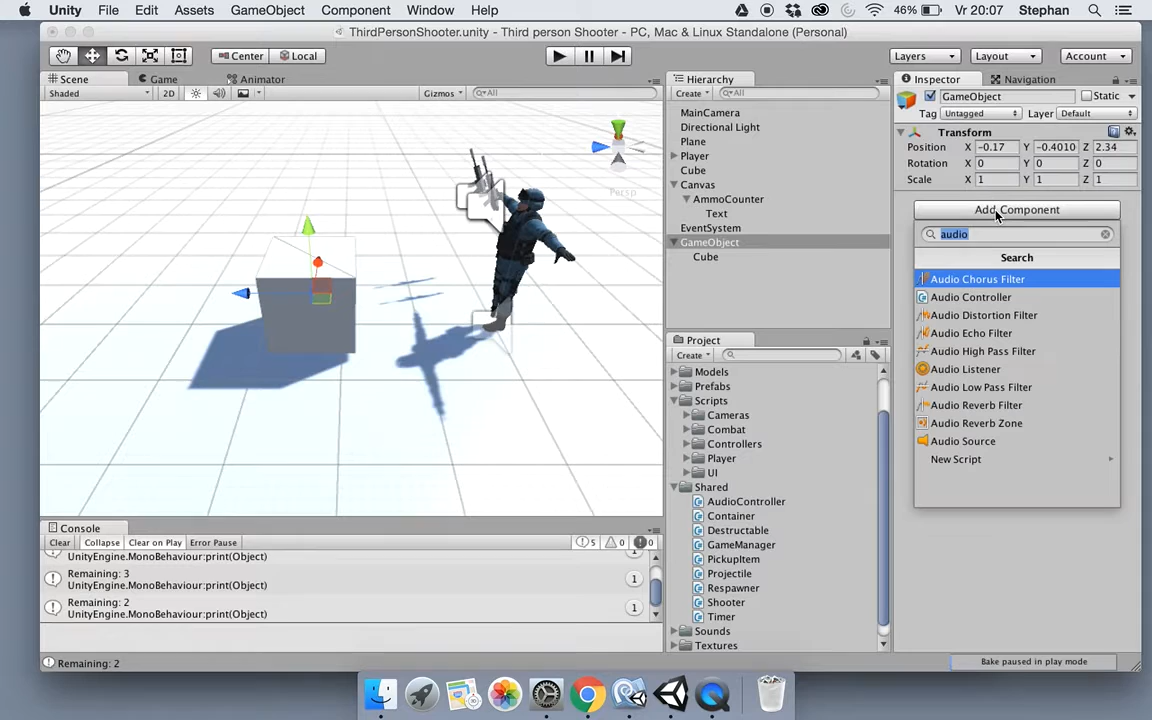 Unity File Edit Assets GameObject Component Window Help 46% Vr 20:07 Stephan
ThirdPersonShooter.unity - Third person Shooter - PC, Mac & Linux Standalone (Personal)
Center Local Layers Layout Account
Scene Game Animator
Shaded 2D Gizmos All
Persp
Hierarchy
Create All
MainCamera
Directional Light
Plane
Player
Cube
Canvas
AmmoCounter
Text
EventSystem
GameObject
Cube
Project
Create
Models
Prefabs
Scripts
Cameras
Combat
Controllers
Player
UI
Shared
AudioController
Container
Destructable
GameManager
PickupItem
Projectile
Respawner
Shooter
Timer
Sounds
Textures
Inspector Navigation
GameObject Static
Tag Untagged Layer Default
Transform
Position X -0.17 Y -0.4010 Z 2.34
Rotation X 0 Y 0 Z 0
Scale X 1 Y 1 Z 1
Add Component
audio
Search
Audio Chorus Filter
Audio Controller
Audio Distortion Filter
Audio Echo Filter
Audio High Pass Filter
Audio Listener
Audio Low Pass Filter
Audio Reverb Filter
Audio Reverb Zone
Audio Source
New Script
Console
Clear Collapse Clear on Play Error Pause 5 0 0
UnityEngine.MonoBehaviour:print(Object) 1
Remaining: 3
UnityEngine.MonoBehaviour:print(Object) 1
Remaining: 2
UnityEngine.MonoBehaviour:print(Object) 1
Remaining: 2
Bake paused in play mode